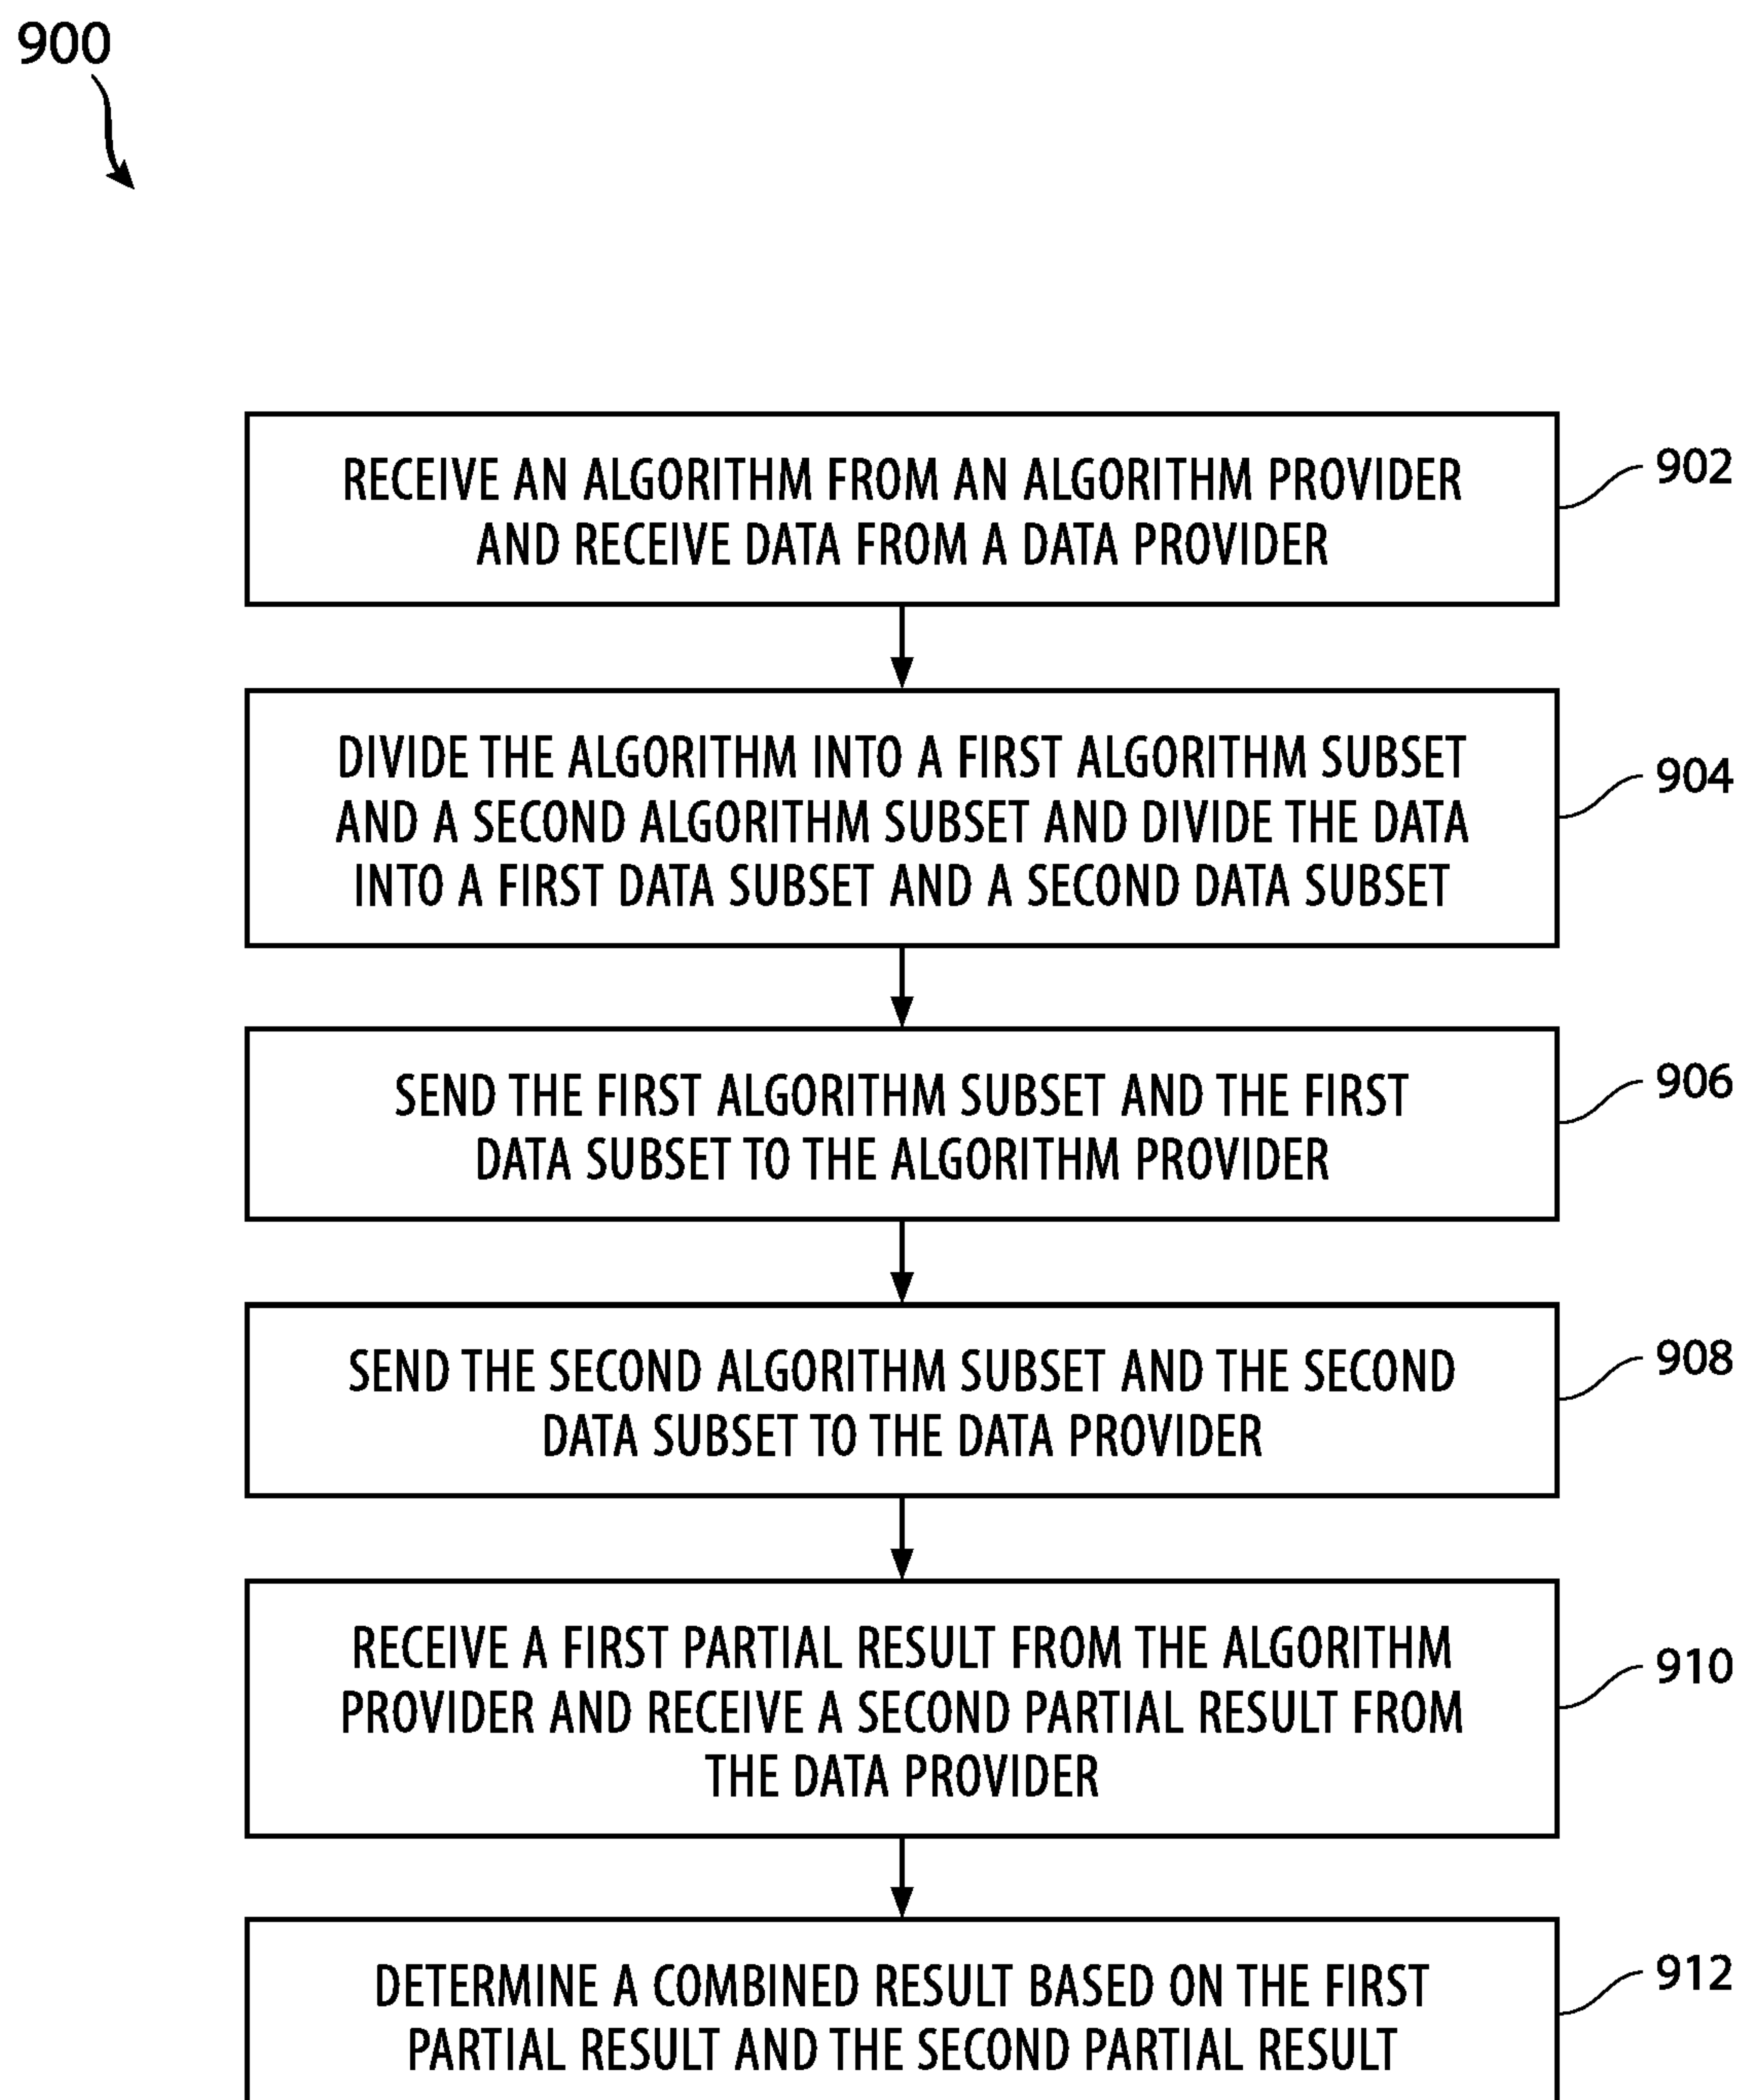 900
RECEIVE AN ALGORITHM FROM AN ALGORITHM PROVIDER
AND RECEIVE DATA FROM A DATA PROVIDER
902
DIVIDE THE ALGORITHM INTO A FIRST ALGORITHM SUBSET
AND A SECOND ALGORITHM SUBSET AND DIVIDE THE DATA
INTO A FIRST DATA SUBSET AND A SECOND DATA SUBSET
904
SEND THE FIRST ALGORITHM SUBSET AND THE FIRST
DATA SUBSET TO THE ALGORITHM PROVIDER
906
SEND THE SECOND ALGORITHM SUBSET AND THE SECOND
DATA SUBSET TO THE DATA PROVIDER
908
RECEIVE A FIRST PARTIAL RESULT FROM THE ALGORITHM
PROVIDER AND RECEIVE A SECOND PARTIAL RESULT FROM
THE DATA PROVIDER
910
DETERMINE A COMBINED RESULT BASED ON THE FIRST
PARTIAL RESULT AND THE SECOND PARTIAL RESULT
912